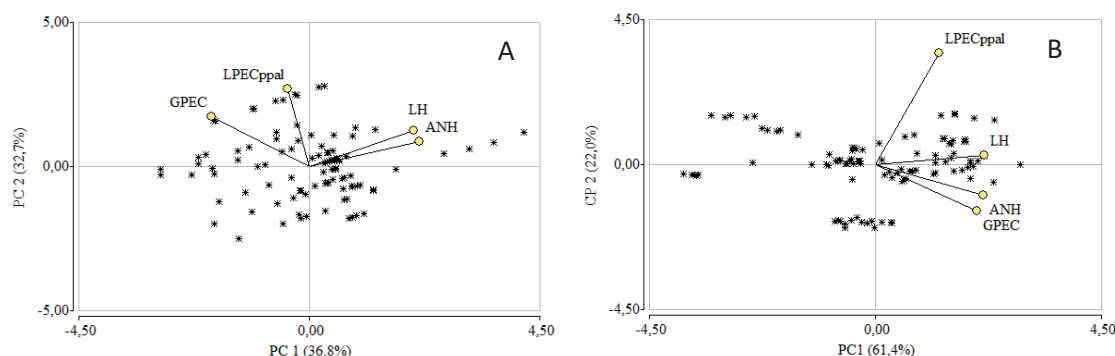 5,00
A
LPECppal
GPEC
LH
ANH
PC 2 (32,7%)
0,00
-5,00
-4,50
0,00
4,50
PC 1 (36.8%)
4,50
B
LPECppal
LH
CP 2 (22,0%)
0,00
ANH
GPEC
-4,50
-4,50
0,00
4,50
PC1 (61,4%)